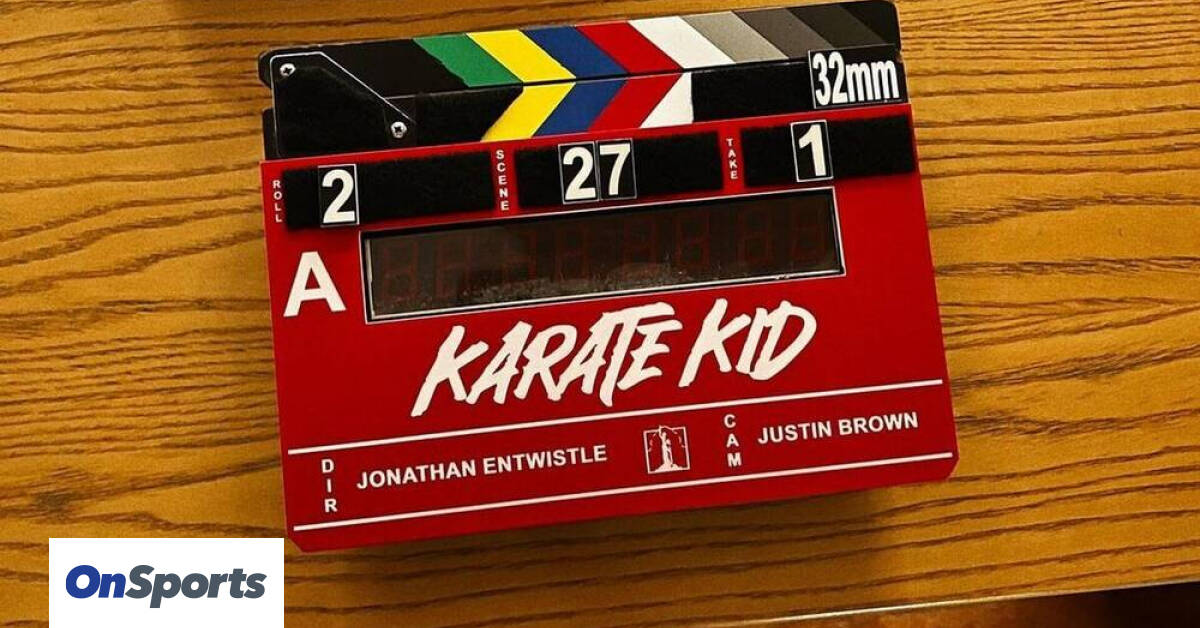 32mm
ROLL 2 SCENE 27 TAKE 1
A
KARATE KID
DIR JONATHAN ENTWISTLE CAM JUSTIN BROWN
OnSports